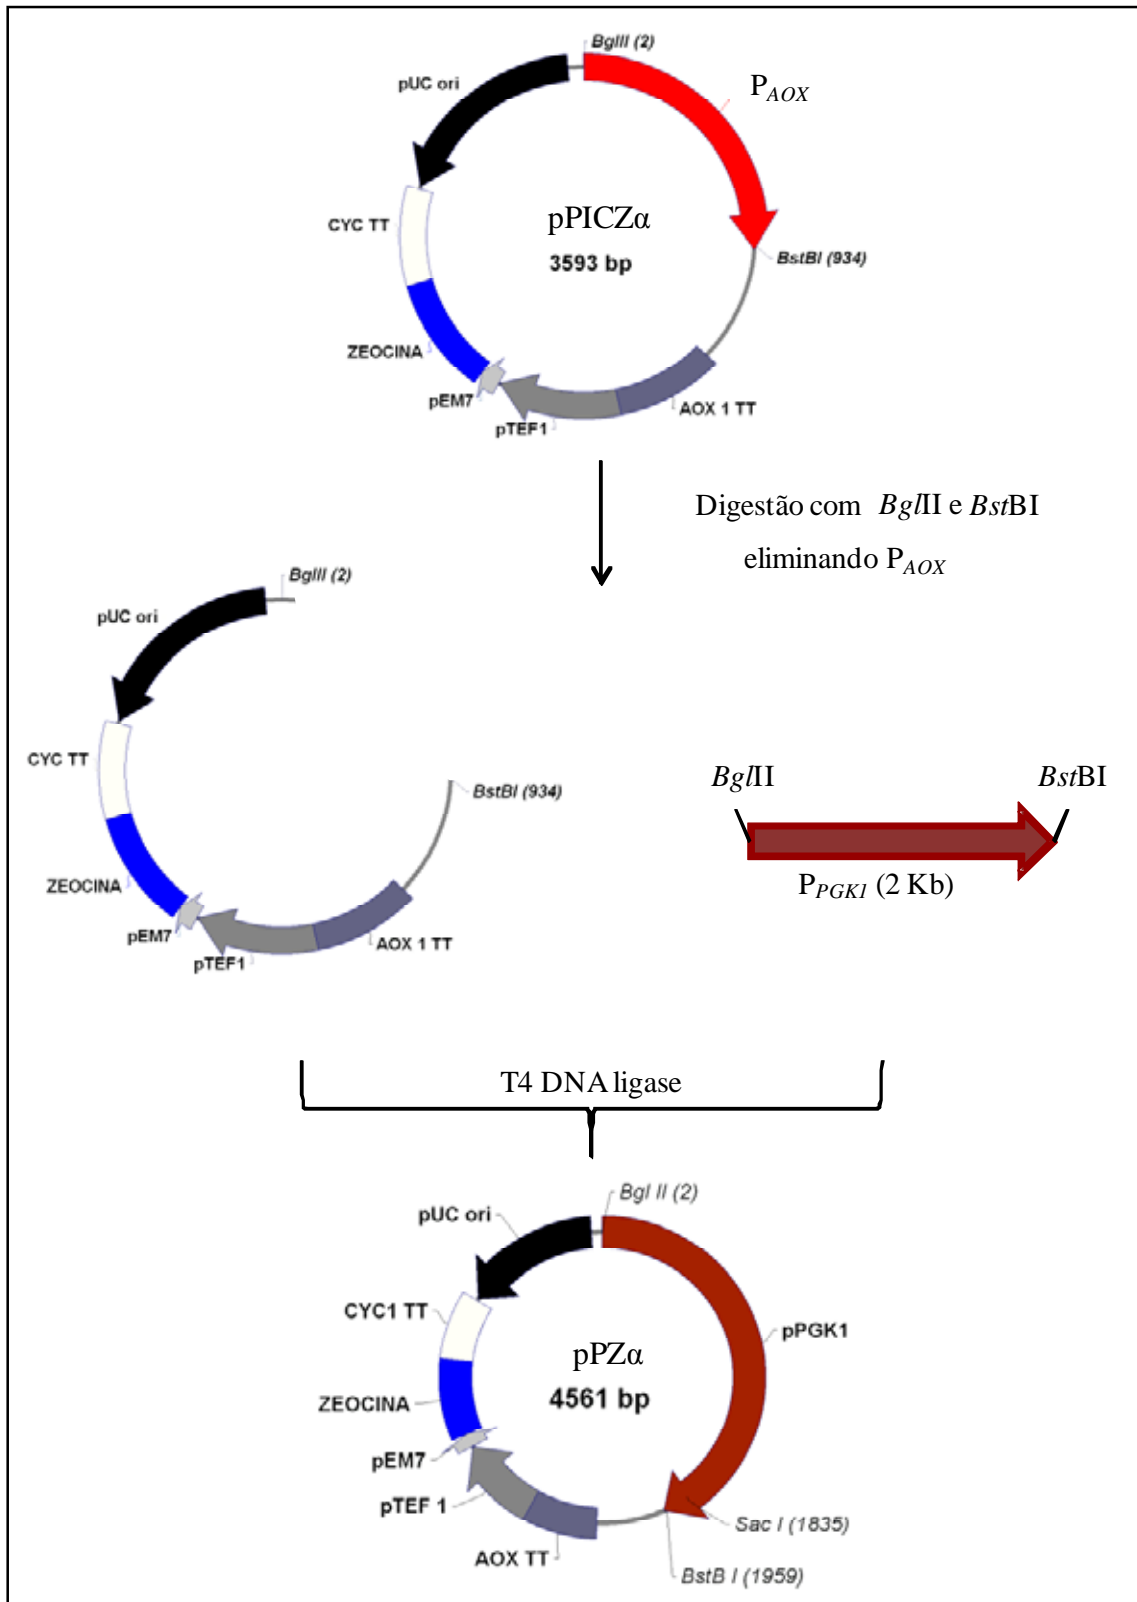 BglII (2)
pUC ori
P AOX
CYC TT
pPICZα
3593 bp
BstBI (934)
ZEOCINA
pEM7
pTEF1
AOX 1 TT
Digestão com BglII e BstBI
eliminando P AOX
BglII (2)
pUC ori
CYC TT
BstBI (934)
ZEOCINA
pEM7
pTEF1
AOX 1 TT
BglII
BstBI
P PGK1 (2 Kb)
T4 DNA ligase
Bgl II (2)
pUC ori
CYC1 TT
pPGK1
pPZα
4561 bp
ZEOCINA
pEM7
pTEF 1
Sac I (1835)
AOX TT
BstB I (1959)